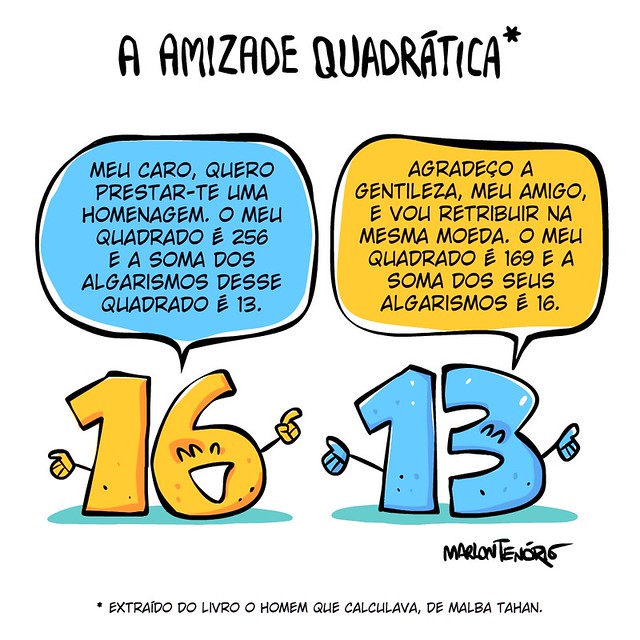 A AMIZADE QUADRÁTICA*
MEU CARO, QUERO
PRESTAR-TE UMA
HOMENAGEM. O MEU
QUADRADO É 256
E A SOMA DOS
ALGARISMOS DESSE
QUADRADO É 13.
AGRADEÇO A
GENTILEZA, MEU AMIGO,
E VOU RETRIBUIR NA
MESMA MOEDA. O MEU
QUADRADO É 169 E A
SOMA DOS SEUS
ALGARISMOS É 16.
16
13
MARLON TENÓRIO
* EXTRAÍDO DO LIVRO O HOMEM QUE CALCULAVA, DE MALBA TAHAN.